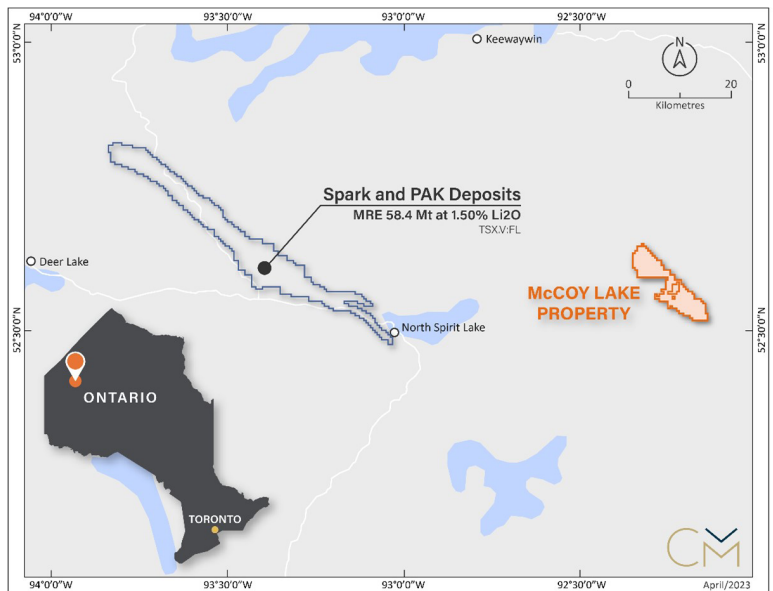 94°0'0"W
93°30'0"W
93°0'0"W
92°30'0"W
53°0'0"N
53°0'0"N
Keewaywin
N
0 20
Kilometres
Spark and PAK Deposits
MRE 58.4 Mt at 1.50% Li2O
TSX.V:FL
Deer Lake
McCOY LAKE
PROPERTY
North Spirit Lake
52°30'0"N
52°30'0"N
ONTARIO
TORONTO
CM
94°0'0"W
93°30'0"W
93°0'0"W
92°30'0"W
April/2023